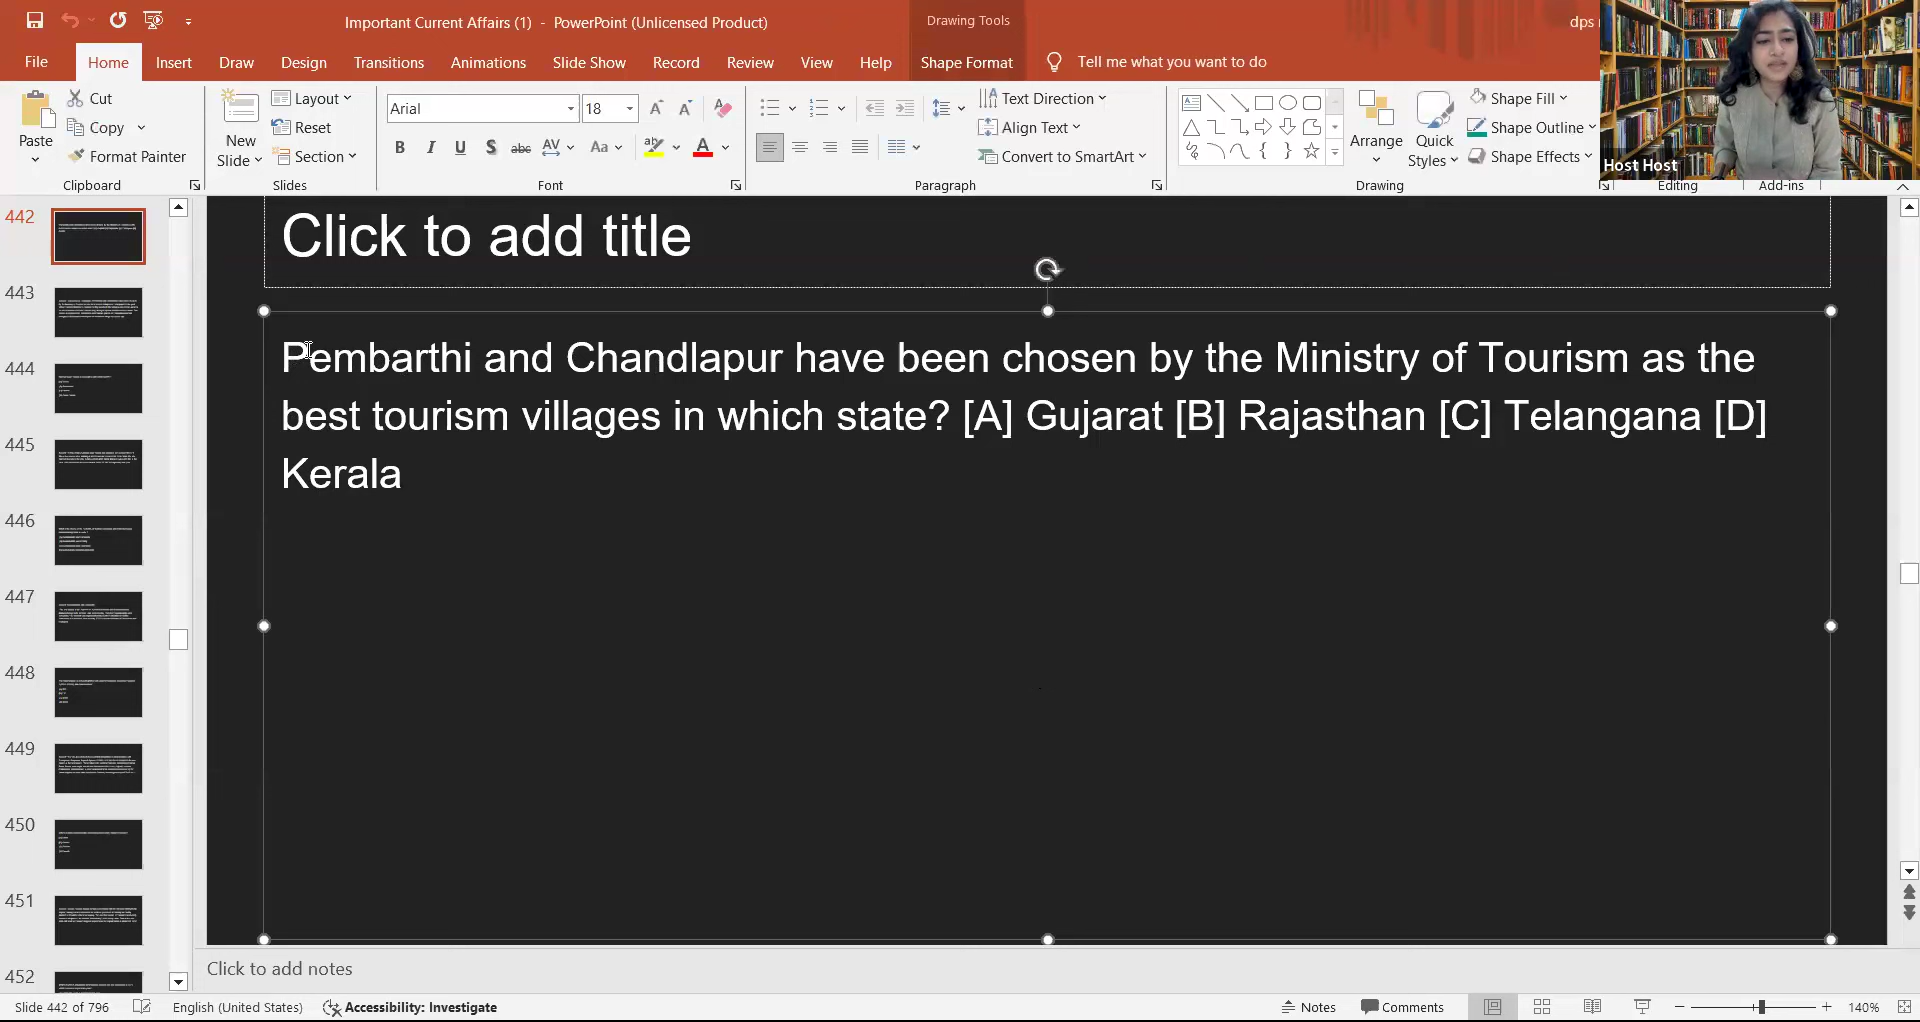 Important Current Affairs (1) - PowerPoint (Unlicensed Product)
Drawing Tools
dps
File Home Insert Draw Design Transitions Animations Slide Show Record Review View Help Shape Format Tell me what you want to do
Paste
Cut
Copy
Format Painter
Clipboard
New Slide
Layout
Reset
Section
Slides
Arial 18
B I U S abc AV Aa A
Font
Text Direction
Align Text
Convert to SmartArt
Paragraph
Arrange
Quick Styles
Shape Fill
Shape Outline
Shape Effects
Drawing
Editing
Add-ins
Host Host
442
443
444
445
446
447
448
449
450
451
452
Click to add title
Pembarthi and Chandlapur have been chosen by the Ministry of Tourism as the
best tourism villages in which state? [A] Gujarat [B] Rajasthan [C] Telangana [D]
Kerala
Click to add notes
Slide 442 of 796 English (United States) Accessibility: Investigate Notes Comments 140%